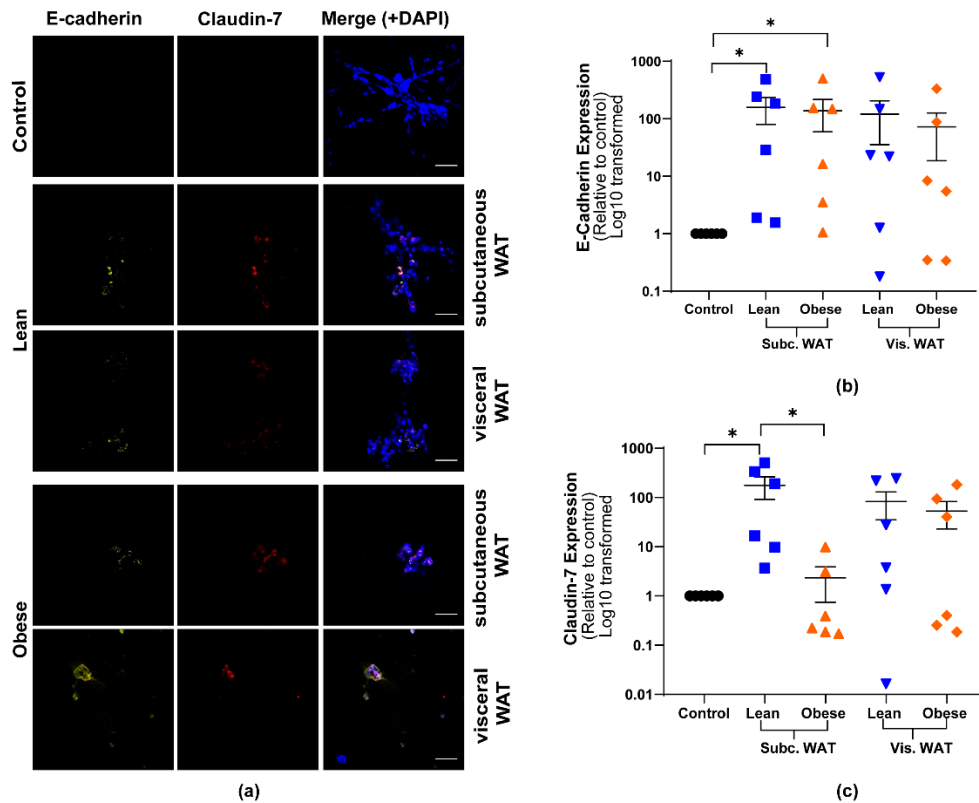 E-cadherin Claudin-7 Merge (+DAPI)
Control
Lean
subcutaneous
WAT
visceral
WAT
Obese
subcutaneous
WAT
visceral
WAT
(a)
E-Cadherin Expression
(Relative to control)
Log10 transformed
* *
1000
100
10
1
0.1
Control Lean Obese Lean Obese
Subc. WAT Vis. WAT
(b)
Claudin-7 Expression
(Relative to control)
Log10 transformed
* *
1000
100
10
1
0.1
0.01
Control Lean Obese Lean Obese
Subc. WAT Vis. WAT
(c)